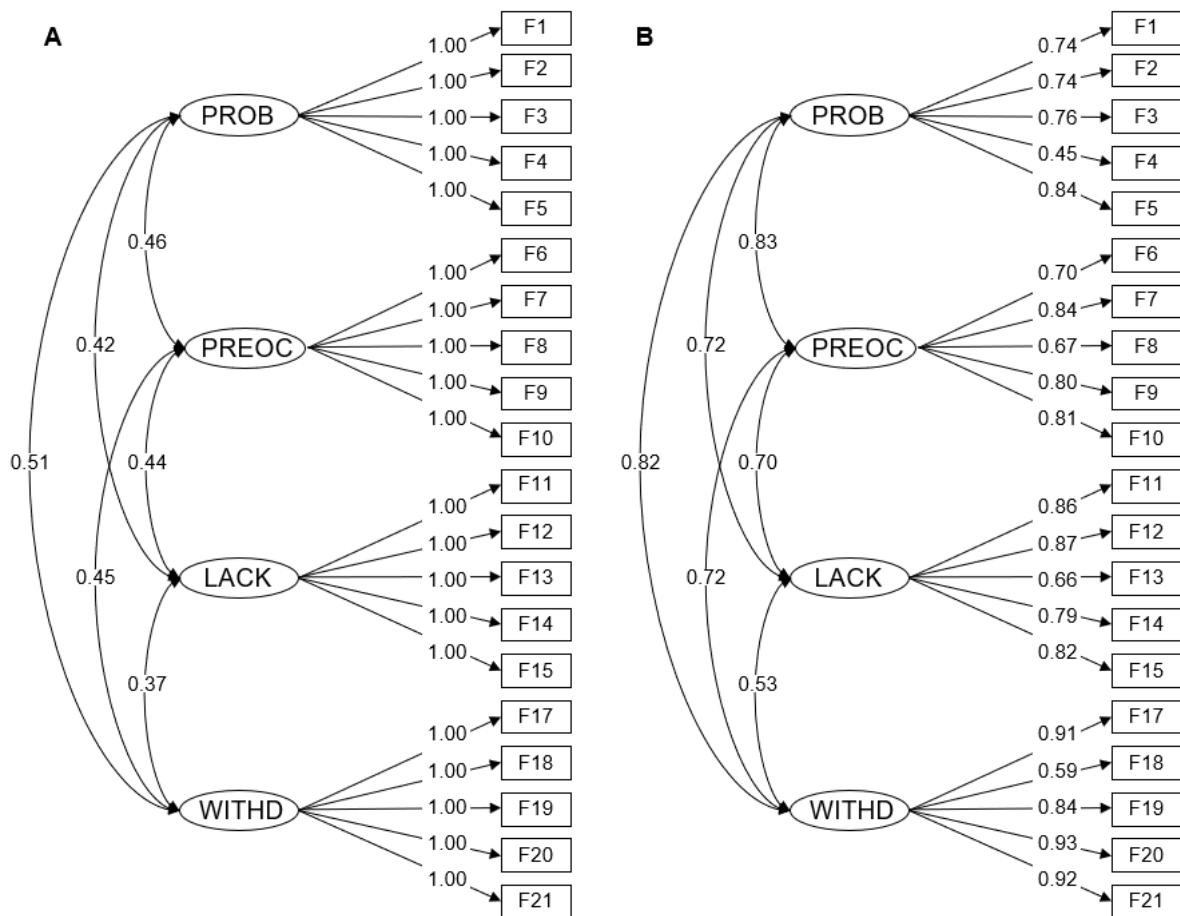 A
PROB
PREOC
LACK
WITHD
0.46
0.42
0.51
0.44
0.45
0.37
1.00 F1
1.00 F2
1.00 F3
1.00 F4
1.00 F5
1.00 F6
1.00 F7
1.00 F8
1.00 F9
1.00 F10
1.00 F11
1.00 F12
1.00 F13
1.00 F14
1.00 F15
1.00 F17
1.00 F18
1.00 F19
1.00 F20
1.00 F21
B
PROB
PREOC
LACK
WITHD
0.83
0.72
0.82
0.70
0.72
0.53
0.74 F1
0.74 F2
0.76 F3
0.45 F4
0.84 F5
0.70 F6
0.84 F7
0.67 F8
0.80 F9
0.81 F10
0.86 F11
0.87 F12
0.66 F13
0.79 F14
0.82 F15
0.91 F17
0.59 F18
0.84 F19
0.93 F20
0.92 F21